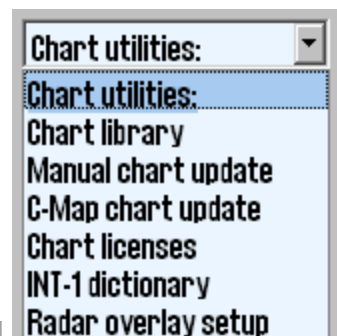 Chart utilities:
Chart utilities:
Chart library
Manual chart update
C-Map chart update
Chart licenses
INT-1 dictionary
Radar overlay setup